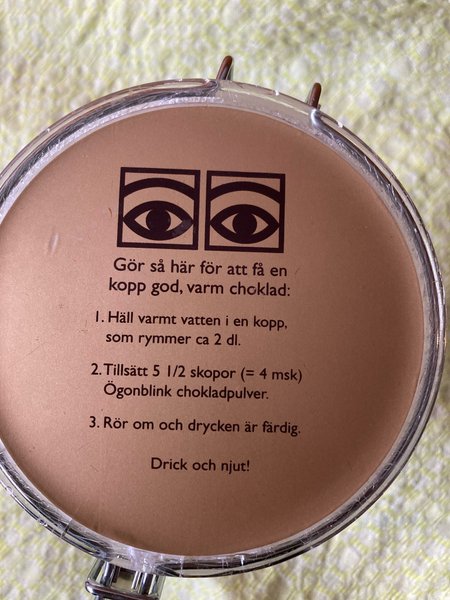 Gör så här för att få en
kopp god, varm choklad:
1. Häll varmt vatten i en kopp,
som rymmer ca 2 dl.
2. Tillsätt 5 1/2 skopor (= 4 msk)
Ögonblink chokladpulver.
3. Rör om och drycken är färdig.
Drick och njut!